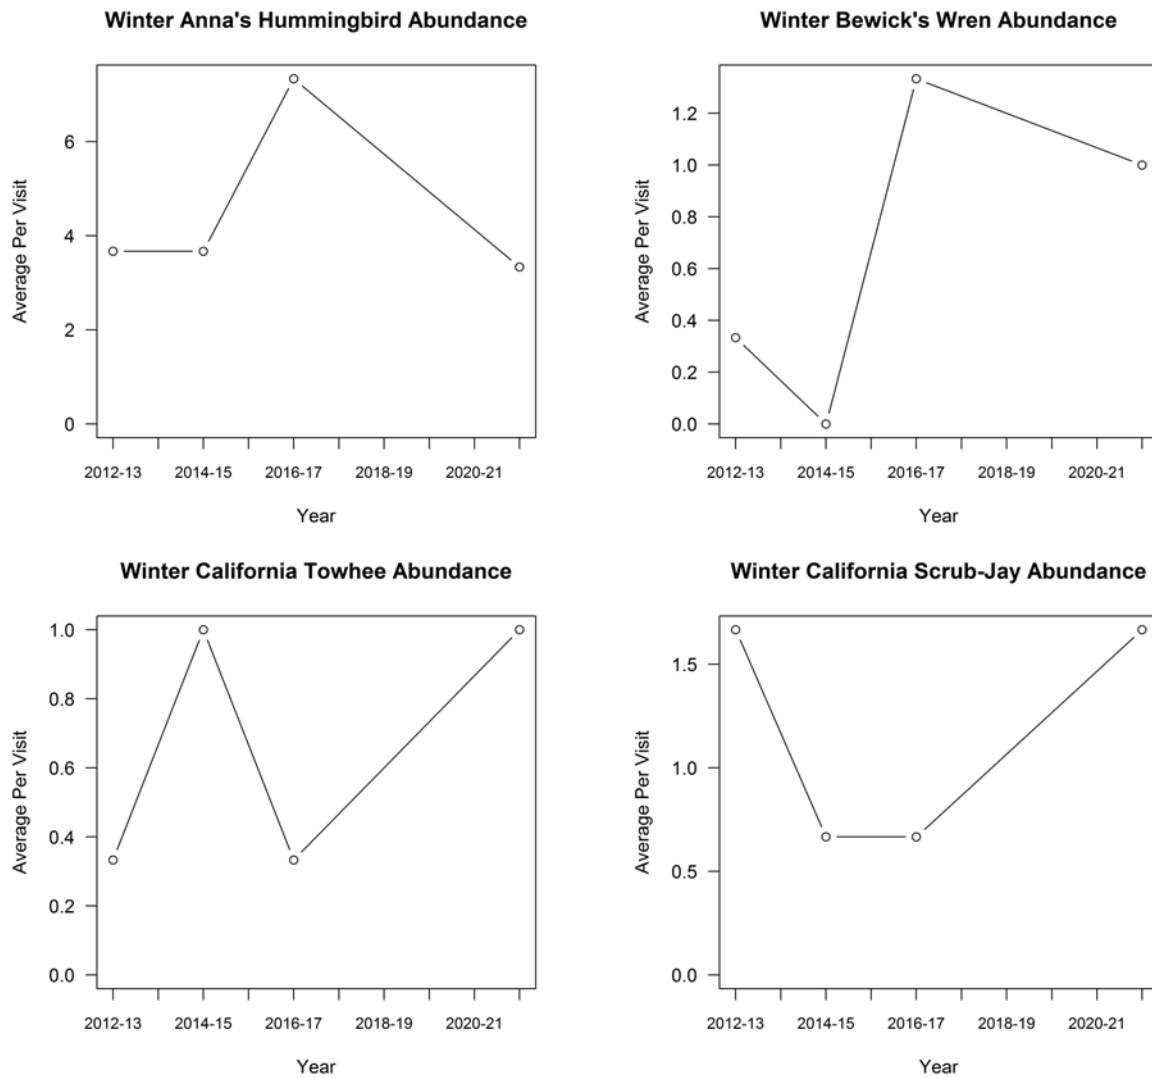 Winter Anna's Hummingbird Abundance
Average Per Visit
6
4
2
0
2012-13 2014-15 2016-17 2018-19 2020-21
Year
Winter Bewick's Wren Abundance
Average Per Visit
1.2
1.0
0.8
0.6
0.4
0.2
0.0
2012-13 2014-15 2016-17 2018-19 2020-21
Year
Winter California Towhee Abundance
Average Per Visit
1.0
0.8
0.6
0.4
0.2
0.0
2012-13 2014-15 2016-17 2018-19 2020-21
Year
Winter California Scrub-Jay Abundance
Average Per Visit
1.5
1.0
0.5
0.0
2012-13 2014-15 2016-17 2018-19 2020-21
Year